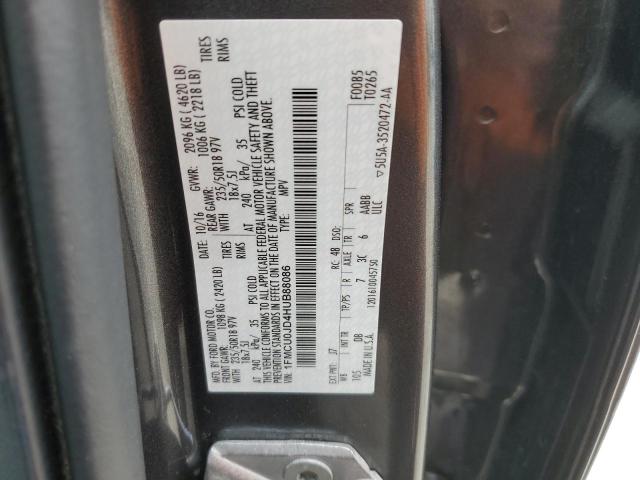 MFD. BY FORD MOTOR CO.
DATE: 10/16
GVWR: 2096 KG ( 4620 LB)
FRONT GAWR: 1098 KG (2420 LB)
REAR GAWR: 1006 KG ( 2218 LB)
WITH 235/50R18 97V TIRES
WITH 235/50R18 97V TIRES
18x7.5J RIMS
18x7.5J RIMS
AT 240 kPa/ 35 PSI COLD
AT 240 kPa/ 35 PSI COLD
THIS VEHICLE CONFORMS TO ALL APPLICABLE FEDERAL MOTOR VEHICLE SAFETY AND THEFT
PREVENTION STANDARDS IN EFFECT ON THE DATE OF MANUFACTURE SHOWN ABOVE.
VIN: 1FMCU0JD4HUB88086
TYPE: MPV
F0085
T0265
EXT PNT: J7 RC: 48 DSO:
WB INT TR TP/PS R AXLE TR SPR
105 DB 7 3C 6 AABB
ULC
1201610045750
MADE IN U.S.A.
▽5U5A-3520472-AA